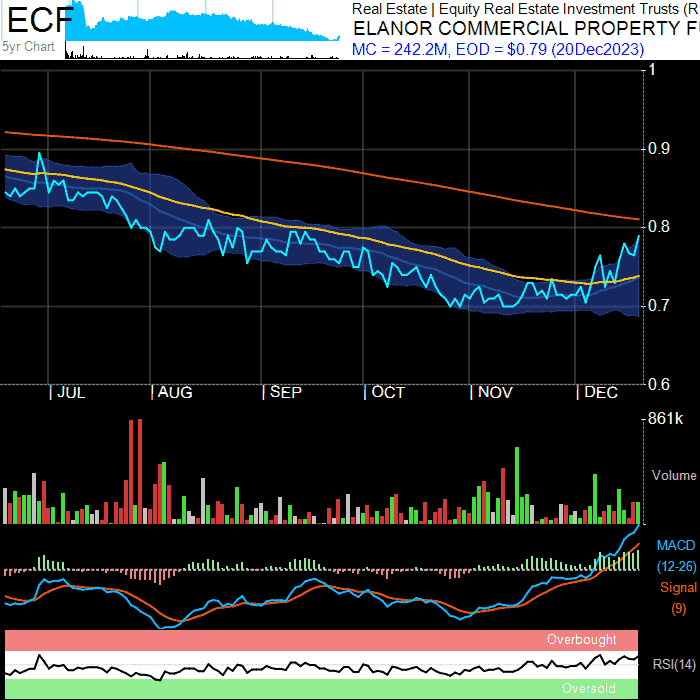 ECF
5yr Chart
Real Estate | Equity Real Estate Investment Trusts (R
ELANOR COMMERCIAL PROPERTY F
MC = 242.2M, EOD = $0.79 (20Dec2023)
1
0.9
0.8
0.7
0.6
| JUL | AUG | SEP | OCT | NOV | DEC
861k
Volume
MACD
(12-26)
Signal
(9)
Overbought
RSI(14)
Oversold